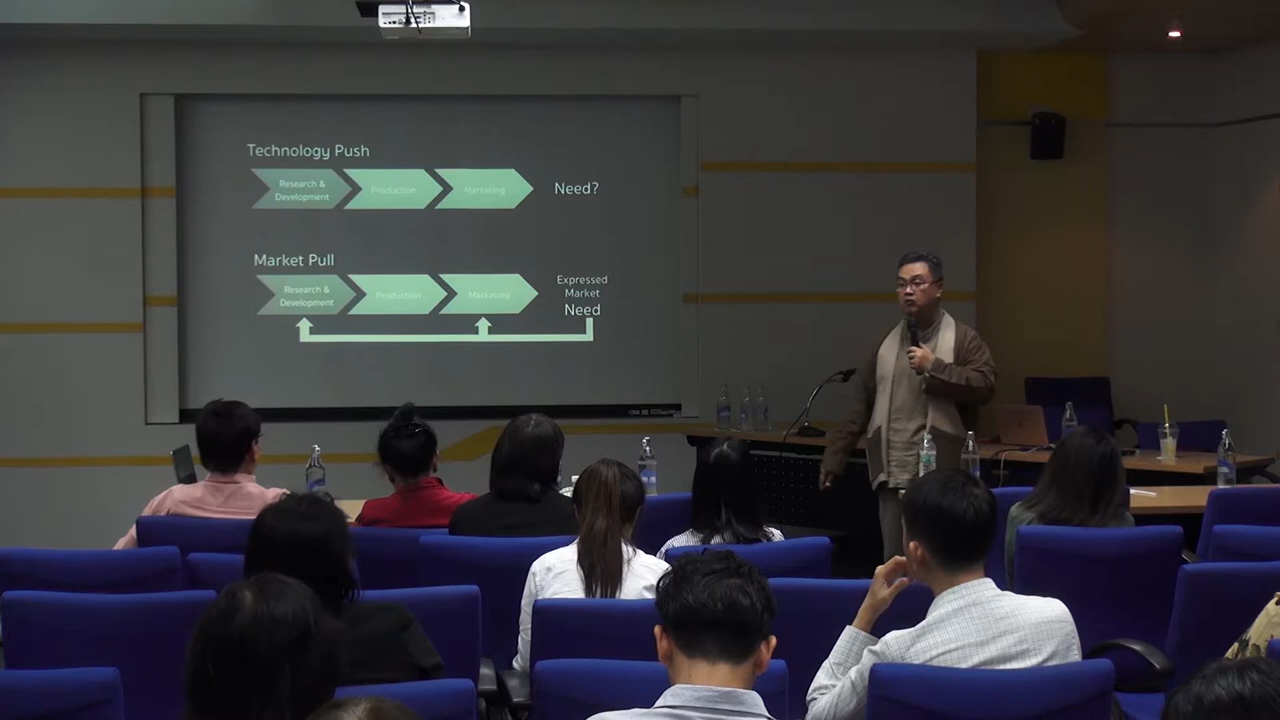 Technology Push
Research &
Development
Production
Marketing
Need?
Market Pull
Research &
Development
Production
Marketing
Expressed
Market
Need